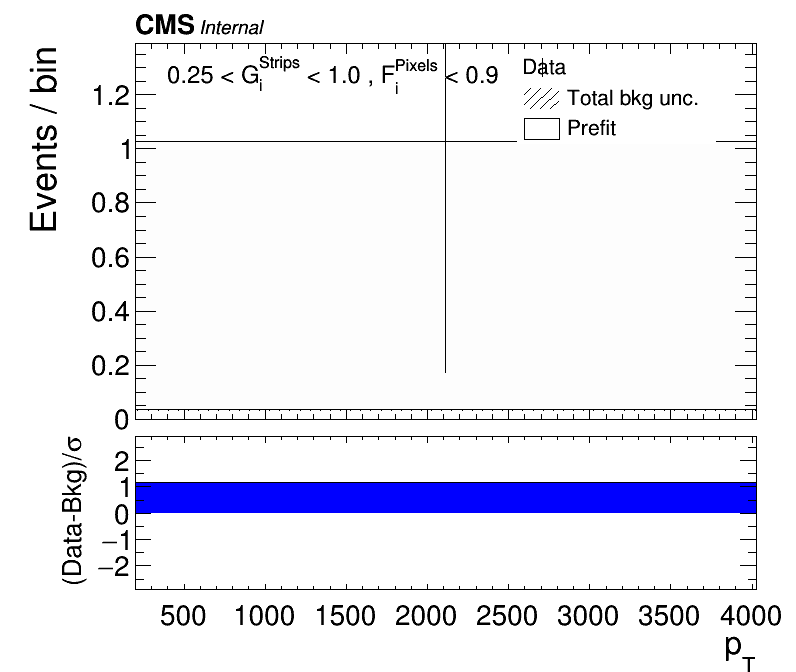 CMS Internal
0.25 < G_i^Strips < 1.0 , F_i^Pixels < 0.9
Data
Total bkg unc.
Prefit
Events / bin
1.2
1
0.8
0.6
0.4
0.2
0
(Data-Bkg)/σ
2
1
0
−1
−2
500 1000 1500 2000 2500 3000 3500 4000
p_T